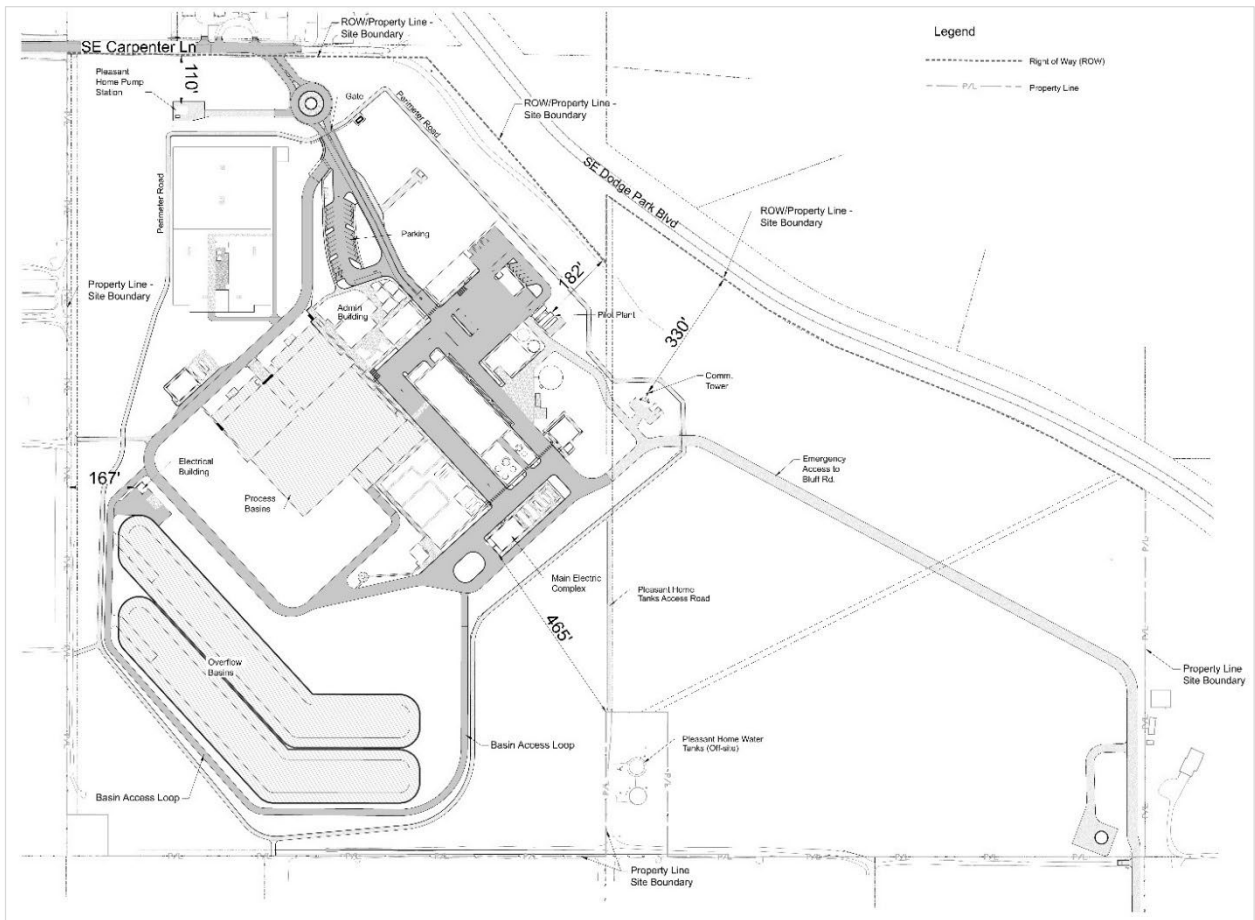 ROW/Property Line -
Site Boundary
SE Carpenter Ln
Legend
Right of Way (ROW)
P/L
Property Line
Pleasant
Home Pump
Station
110'
Gate
Perimeter Road
ROW/Property Line -
Site Boundary
SE Dodge Park Blvd
ROW/Property Line -
Site Boundary
Perimeter Road
Parking
182'
330'
Property Line -
Site Boundary
Admin
Building
Pilot Plant
Comm.
Tower
Electrical
Building
167'
Process
Basins
Emergency
Access to
Bluff Rd.
Main Electric
Complex
Pleasant Home
Tanks Access Road
465'
Overflow
Basins
Property Line
Site Boundary
Basin Access Loop
Pleasant Home Water
Tanks (Off-site)
Basin Access Loop
Property Line
Site Boundary